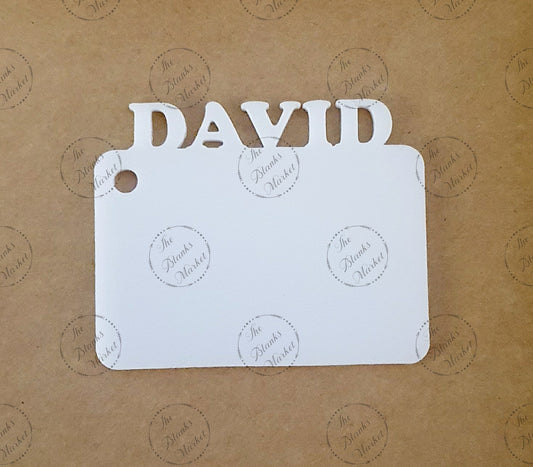 DAVID
The
Blanks
Market